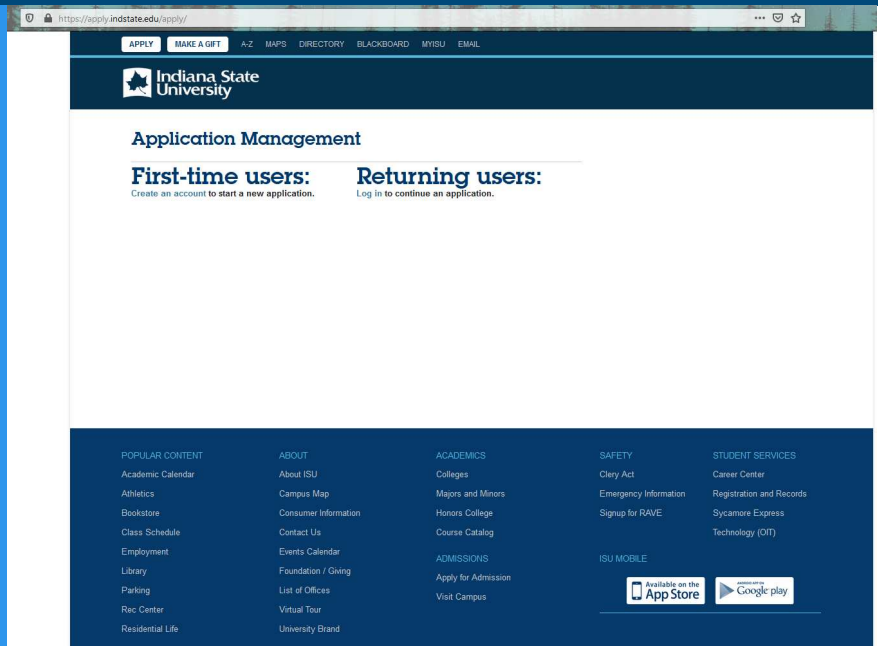 https://apply.indstate.edu/apply/
APPLY MAKE A GIFT A-Z MAPS DIRECTORY BLACKBOARD MYISU EMAIL
Indiana State
University
Application Management
First-time users:
Create an account to start a new application.
Returning users:
Log in to continue an application.
POPULAR CONTENT
Academic Calendar
Athletics
Bookstore
Class Schedule
Employment
Library
Parking
Rec Center
Residential Life
ABOUT
About ISU
Campus Map
Consumer Information
Contact Us
Events Calendar
Foundation / Giving
List of Offices
Virtual Tour
University Brand
ACADEMICS
Colleges
Majors and Minors
Honors College
Course Catalog
ADMISSIONS
Apply for Admission
Visit Campus
SAFETY
Clery Act
Emergency Information
Signup for RAVE
STUDENT SERVICES
Career Center
Registration and Records
Sycamore Express
Technology (OIT)
ISU MOBILE
Available on the
App Store
ANDROID APP ON
Google play